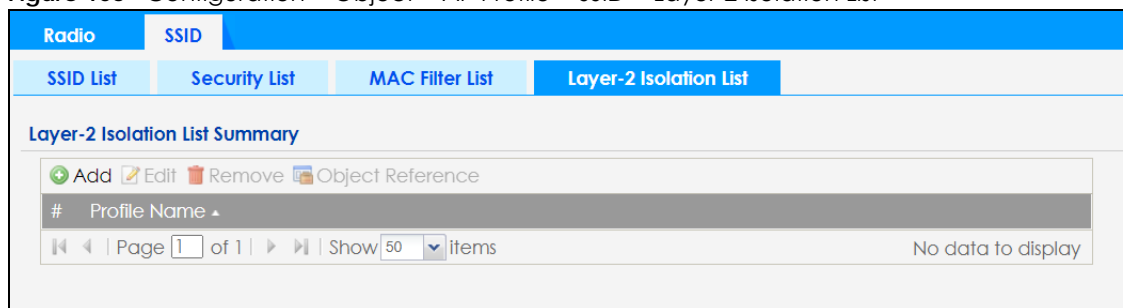 Radio SSID
SSID List Security List MAC Filter List Layer-2 Isolation List
Layer-2 Isolation List Summary
Add Edit Remove Object Reference
# Profile Name
Page 1 of 1 Show 50 items No data to display